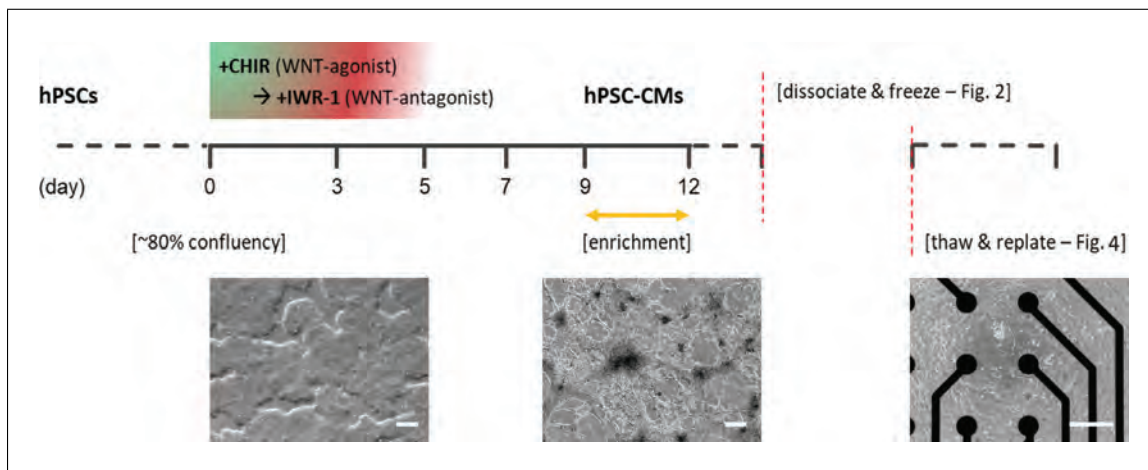 +CHIR (WNT-agonist)
→ +IWR-1 (WNT-antagonist)
hPSCs
hPSC-CMs
[dissociate & freeze – Fig. 2]
(day)
0
3
5
7
9
12
[~80% confluency]
[enrichment]
[thaw & replate – Fig. 4]